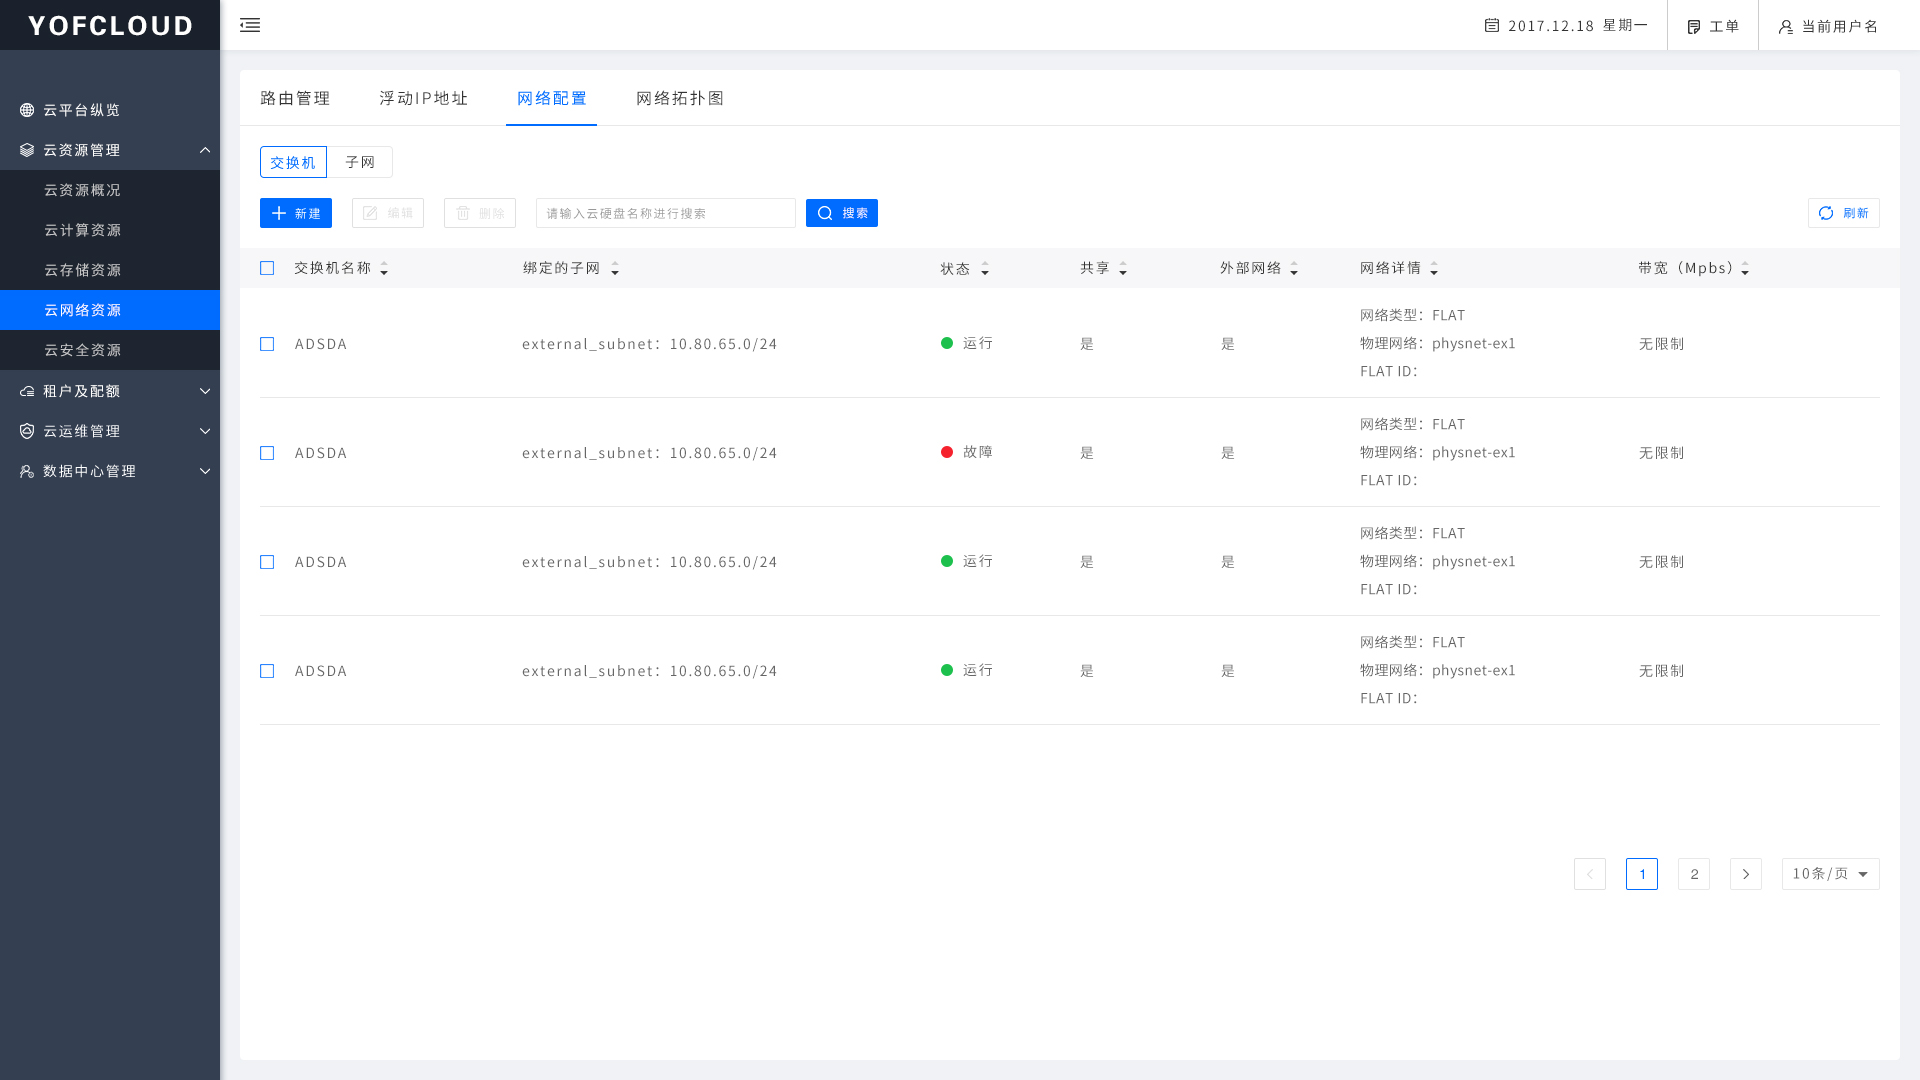 YOFCLOUD
2017.12.18 星期一
工单
当前用户名
云平台纵览
云资源管理
云资源概况
云计算资源
云存储资源
云网络资源
云安全资源
租户及配额
云运维管理
数据中心管理
路由管理
浮动IP地址
网络配置
网络拓扑图
交换机
子网
新建
编辑
删除
请输入云硬盘名称进行搜索
搜索
刷新
交换机名称
绑定的子网
状态
共享
外部网络
网络详情
带宽（Mpbs）
ADSDA
external_subnet：10.80.65.0/24
运行
是
是
网络类型：FLAT
物理网络：physnet-ex1
FLAT ID：
无限制
ADSDA
external_subnet：10.80.65.0/24
故障
是
是
网络类型：FLAT
物理网络：physnet-ex1
FLAT ID：
无限制
ADSDA
external_subnet：10.80.65.0/24
运行
是
是
网络类型：FLAT
物理网络：physnet-ex1
FLAT ID：
无限制
ADSDA
external_subnet：10.80.65.0/24
运行
是
是
网络类型：FLAT
物理网络：physnet-ex1
FLAT ID：
无限制
1
2
10条/页